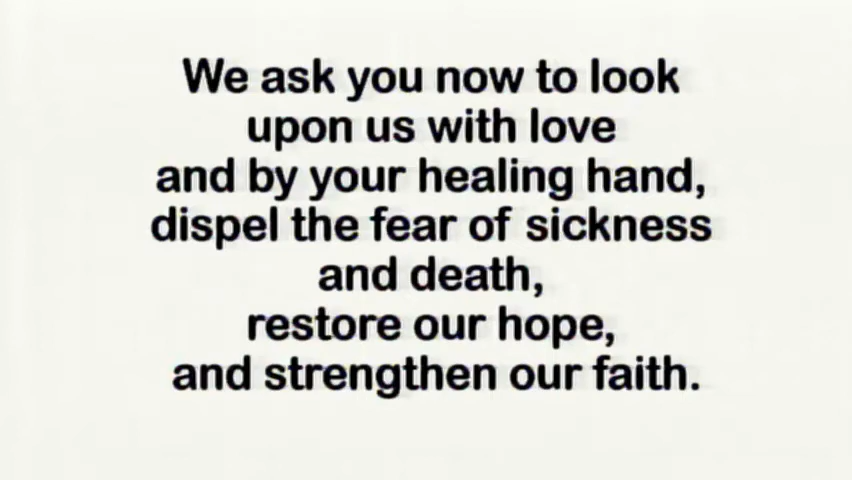 We ask you now to look
upon us with love
and by your healing hand,
dispel the fear of sickness
and death,
restore our hope,
and strengthen our faith.